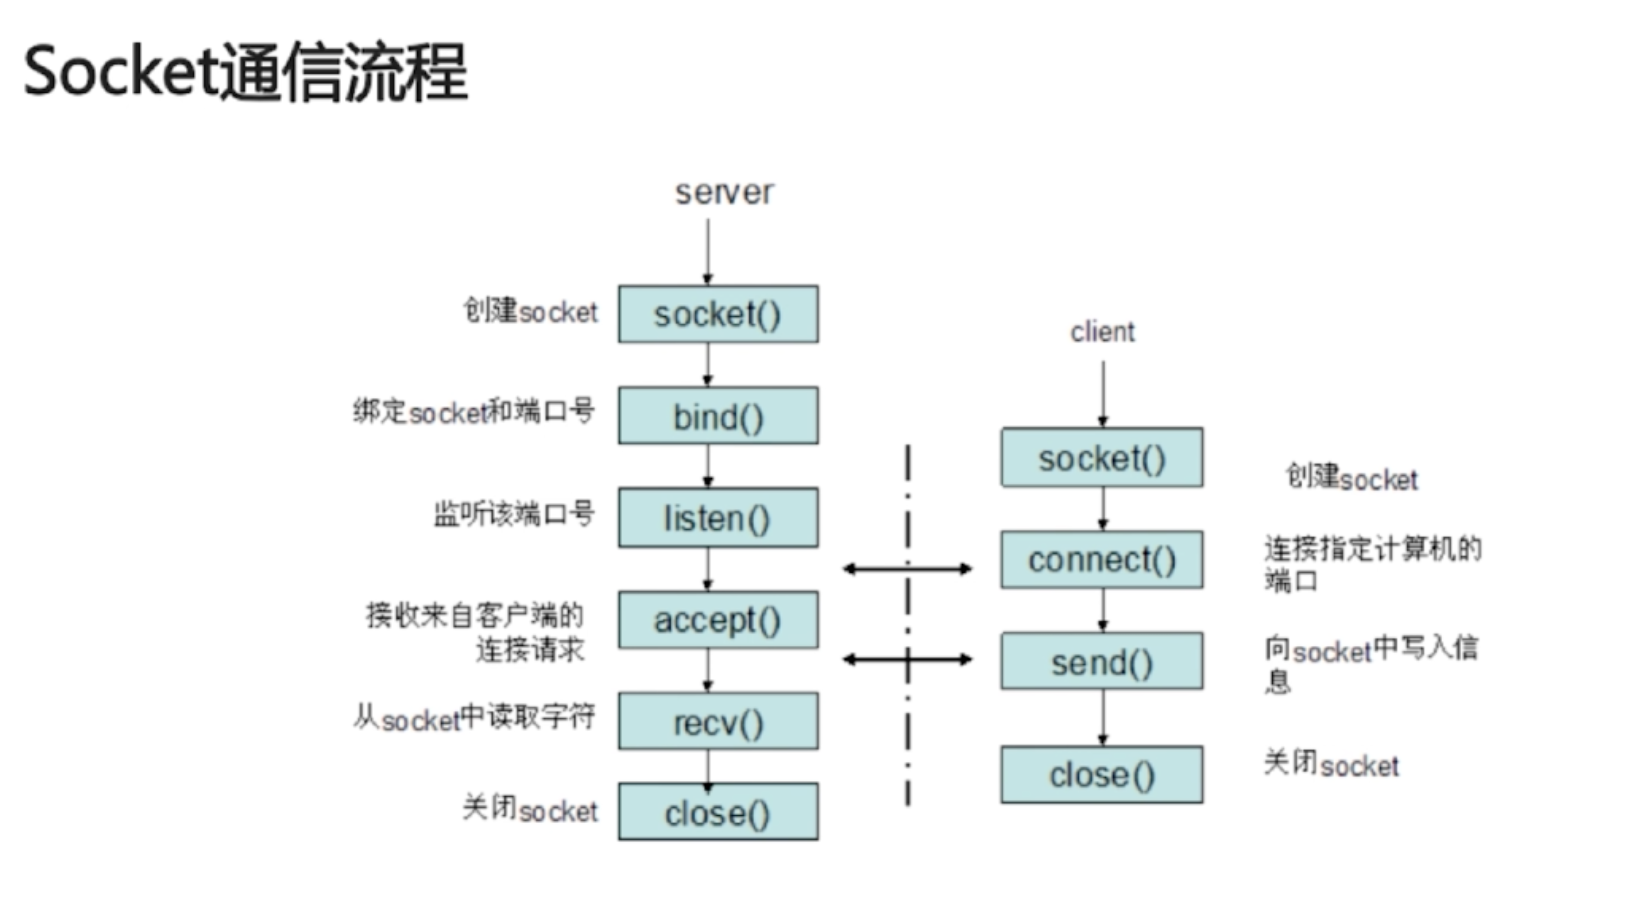 Socket通信流程
server
创建socket
socket()
绑定socket和端口号
bind()
监听该端口号
listen()
接收来自客户端的
连接请求
accept()
从socket中读取字符
recv()
关闭socket
close()
client
socket()
创建socket
connect()
连接指定计算机的
端口
send()
向socket中写入信
息
close()
关闭socket